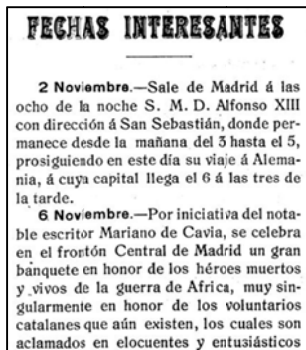 FECHAS INTERESANTES
2 Noviembre.—Sale de Madrid á las
ocho de la noche S. M. D. Alfonso XIII
con dirección á San Sebastián, donde per-
manece desde la mañana del 3 hasta el 5,
prosiguiendo en este día su viaje á Alema-
nia, á cuya capital llega el 6 á las tres de
la tarde.
6 Noviembre.—Por iniciativa del nota-
ble escritor Mariano de Cavia, se celebra
en el frontón Central de Madrid un gran
banquete en honor de los hérces muertos
y vivos de la guerra de Africa, muy sin-
gularmente en honor de los voluntarios
catalanes que aún existen, los cuales son
aclamados en elocuentes y entusiásticos